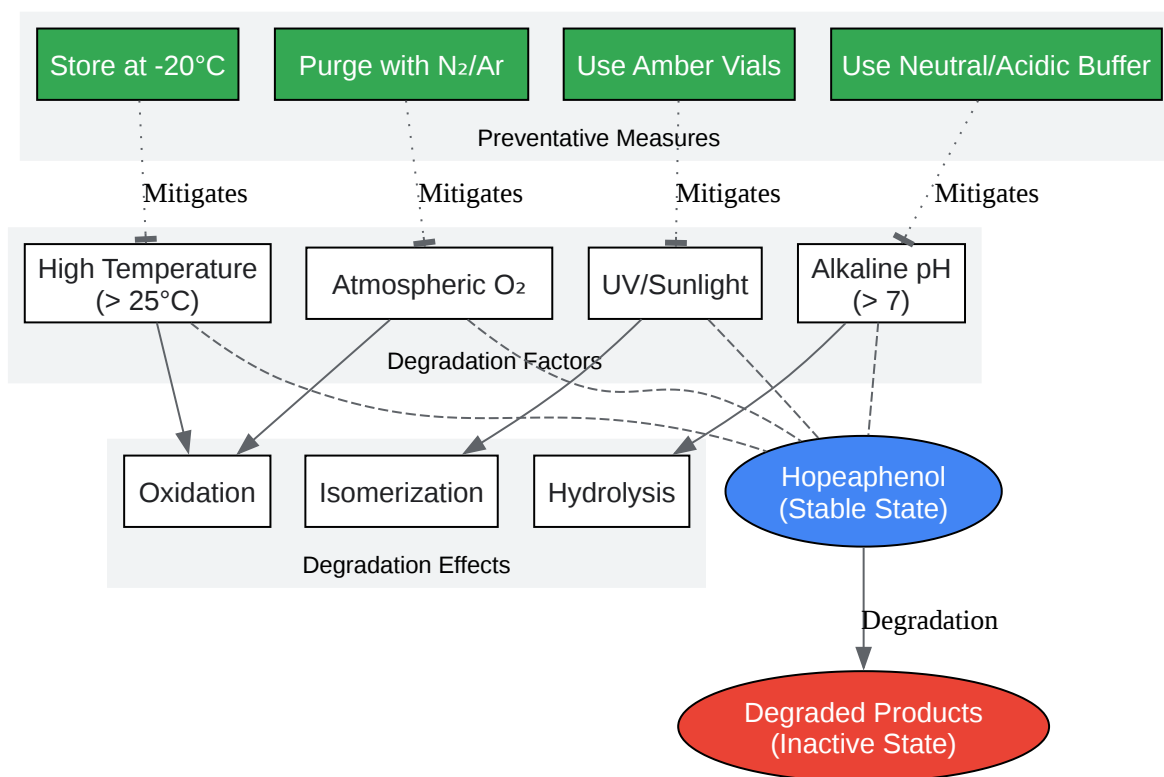 Store at -20°C
Purge with N₂/Ar
Use Amber Vials
Use Neutral/Acidic Buffer
Preventative Measures
Mitigates
Mitigates
Mitigates
Mitigates
High Temperature
(> 25°C)
Atmospheric O₂
UV/Sunlight
Alkaline pH
(> 7)
Degradation Factors
Oxidation
Isomerization
Hydrolysis
Hopeaphenol
(Stable State)
Degradation Effects
Degradation
Degraded Products
(Inactive State)